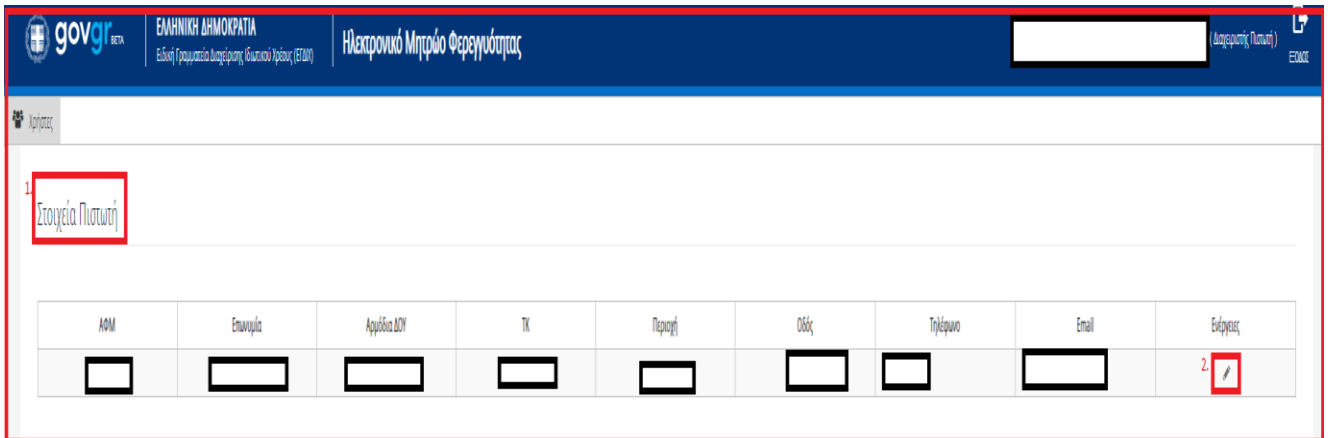 govgr BETA
ΕΛΛΗΝΙΚΗ ΔΗΜΟΚΡΑΤΙΑ
Ειδική Γραμματεία Διαχείρισης Ιδιωτικού Χρέους (ΕΓΔΙΧ)
Ηλεκτρονικό Μητρώο Φερεγγυότητας
( Διαχειριστής Πιστωτή )
ΕΞΟΔΟΣ
Χρήστες
1.
Στοιχεία Πιστωτή
ΑΦΜ Επωνυμία Αρμόδια ΔΟΥ ΤΚ Περιοχή Οδός Τηλέφωνο Email Ενέργειες
2.